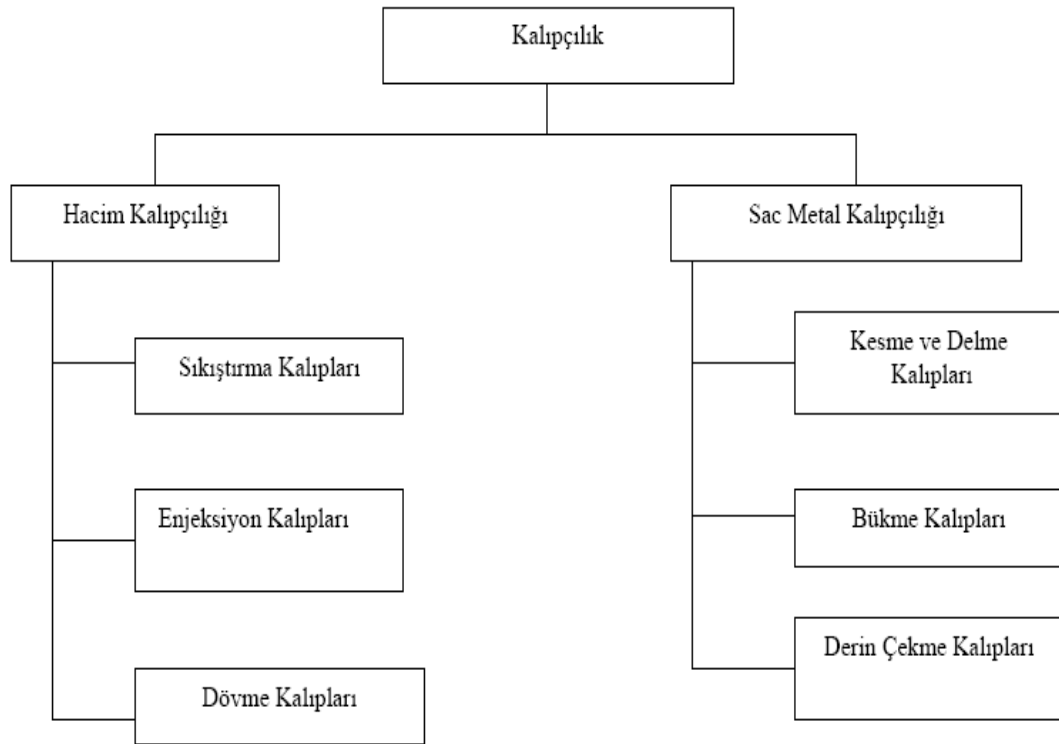 Kalıpçılık
Hacim Kalıpçılığı
Sac Metal Kalıpçılığı
Sıkıştırma Kalıpları
Kesme ve Delme
Kalıpları
Enjeksiyon Kalıpları
Bükme Kalıpları
Dövme Kalıpları
Derin Çekme Kalıpları